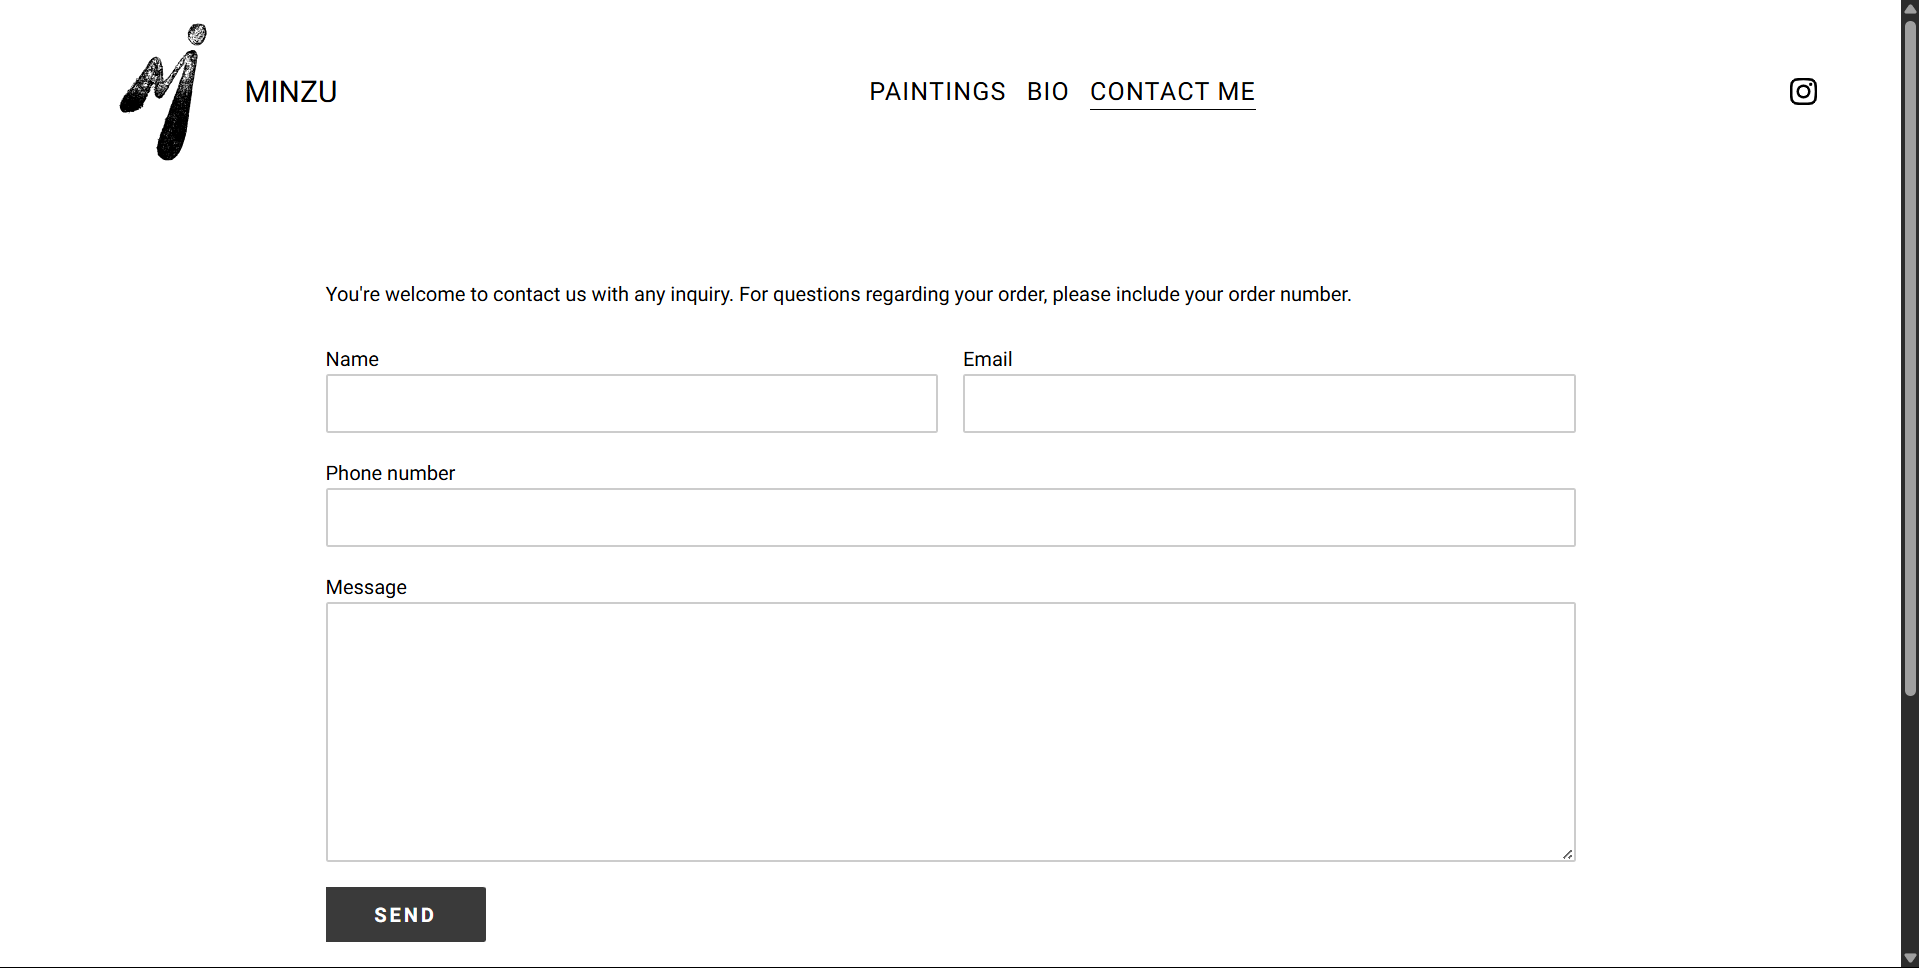 MINZU
PAINTINGS BIO CONTACT ME
You're welcome to contact us with any inquiry. For questions regarding your order, please include your order number.
Name
Email
Phone number
Message
SEND